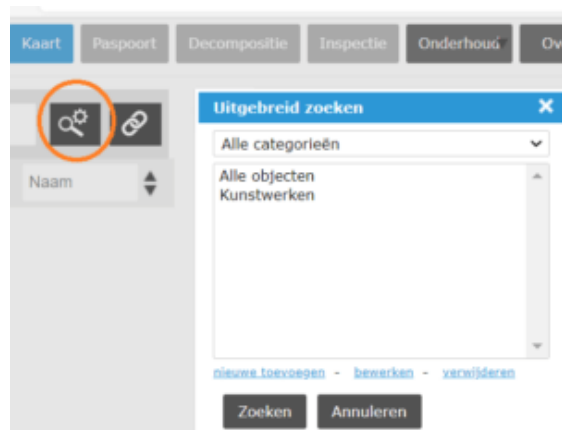 Kaart Paspoort Decompositie Inspectie Onderhoud Ov
Uitgebreid zoeken
Alle categorieën
Naam
Alle objecten
Kunstwerken
nieuwe toevoegen - bewerken - verwijderen
Zoeken Annuleren